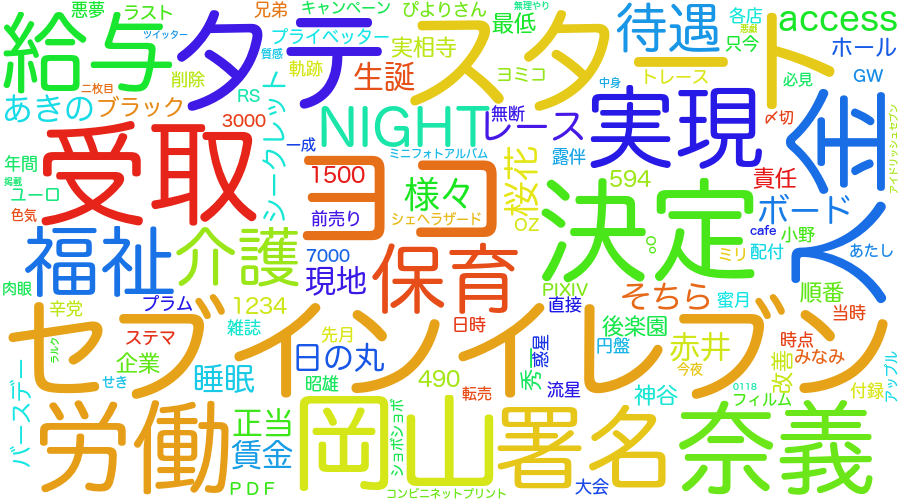 悪夢
ラスト
兄弟
キャンペーン
ぴよりさん
無理やり
各店
access
ツイッター
プライベッター
最低
待遇
悪戯
只今
ホール
給与
タテ
スタート
質感
軌跡
実相寺
生誕
ヨミコ
トレース
必見
GW
二枚目
削除
RS
中身
あきの
ブラック
シークレット
NIGHT
無断
レース
実現
〆切
大金
アイドリッシュセブン
3000
一成
ミニフォトアルバム
露伴
受取
ヨコ
1500
様々
桜花
594
責任
年間
掲載
ユーロ
色気
前売り
シェヘラザード
OZ
決定
ボード
cafe
小野
福祉
介護
7000
現地
保育
ミリ
配付
あたし
肉眼
PIXIV
そちら
蜜月
順番
辛党
プラム
1234
直接
当時
セブンイレブン
ステマ
雑誌
先月
日時
後楽園
円盤
赤井
時点
みなみ
ラルク
企業
日の丸
惑星
改善
アップル
バースデー
せき
睡眠
昭雄
490
転売
秀一
流星
神谷
今夜
0118
フィルム
付録
労働
正当
賃金
岡山
ショボショボ
署名
奈義
PDF
コンビニネットプリント
大会